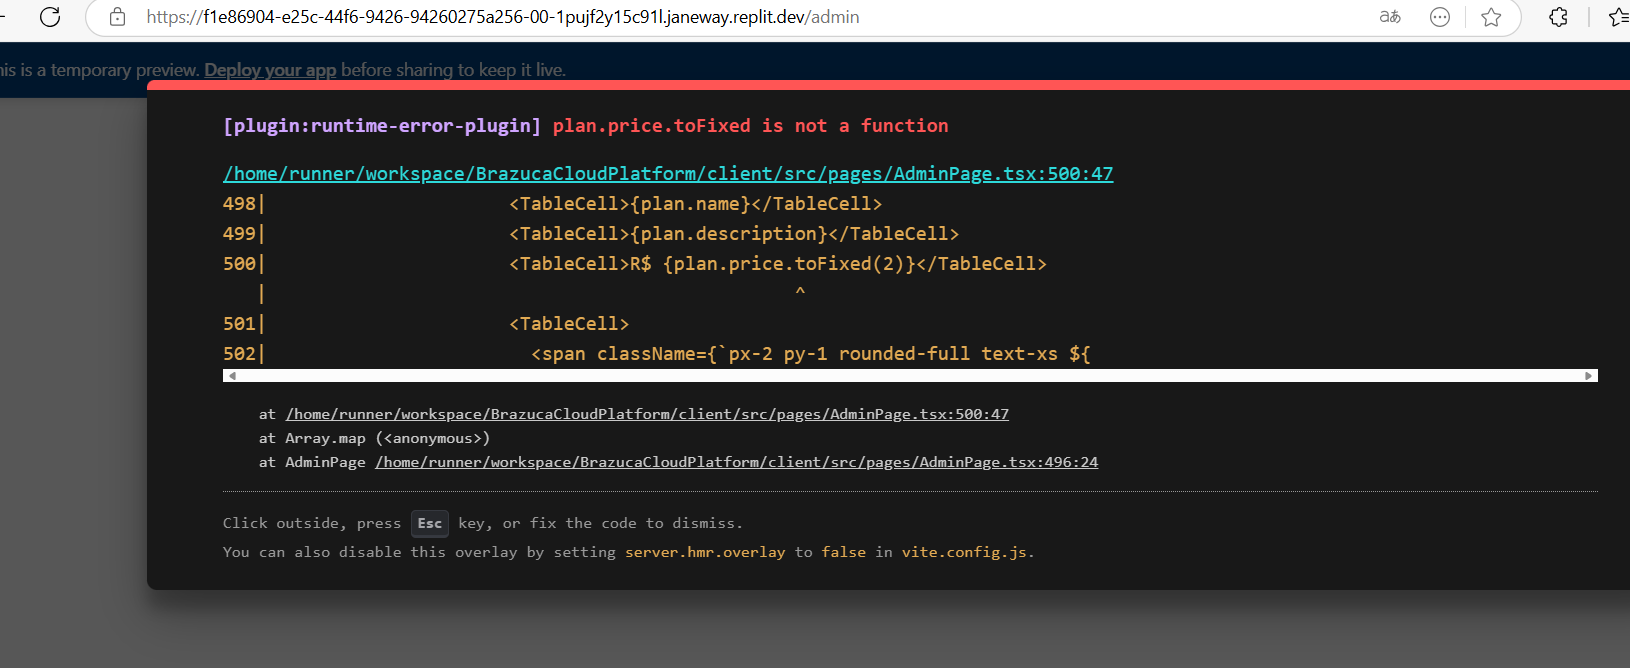 https://f1e86904-e25c-44f6-9426-94260275a256-00-1pujf2y15c91l.janeway.replit.dev/admin
his is a temporary preview. Deploy your app before sharing to keep it live.
[plugin:runtime-error-plugin] plan.price.toFixed is not a function
/home/runner/workspace/BrazucaCloudPlatform/client/src/pages/AdminPage.tsx:500:47
498| <TableCell>{plan.name}</TableCell>
499| <TableCell>{plan.description}</TableCell>
500| <TableCell>R$ {plan.price.toFixed(2)}</TableCell>
| ^
501| <TableCell>
502| <span className={`px-2 py-1 rounded-full text-xs ${
at /home/runner/workspace/BrazucaCloudPlatform/client/src/pages/AdminPage.tsx:500:47
at Array.map (<anonymous>)
at AdminPage /home/runner/workspace/BrazucaCloudPlatform/client/src/pages/AdminPage.tsx:496:24
Click outside, press Esc key, or fix the code to dismiss.
You can also disable this overlay by setting server.hmr.overlay to false in vite.config.js.